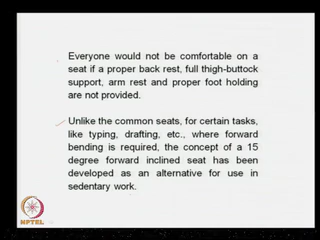 Everyone would not be comfortable on a
seat if a proper back rest, full thigh-buttock
support, arm rest and proper foot holding
are not provided.
Unlike the common seats, for certain tasks,
like typing, drafting, etc., where forward
bending is required, the concept of a 15
degree forward inclined seat has been
developed as an alternative for use in
sedentary work.
NPTEL